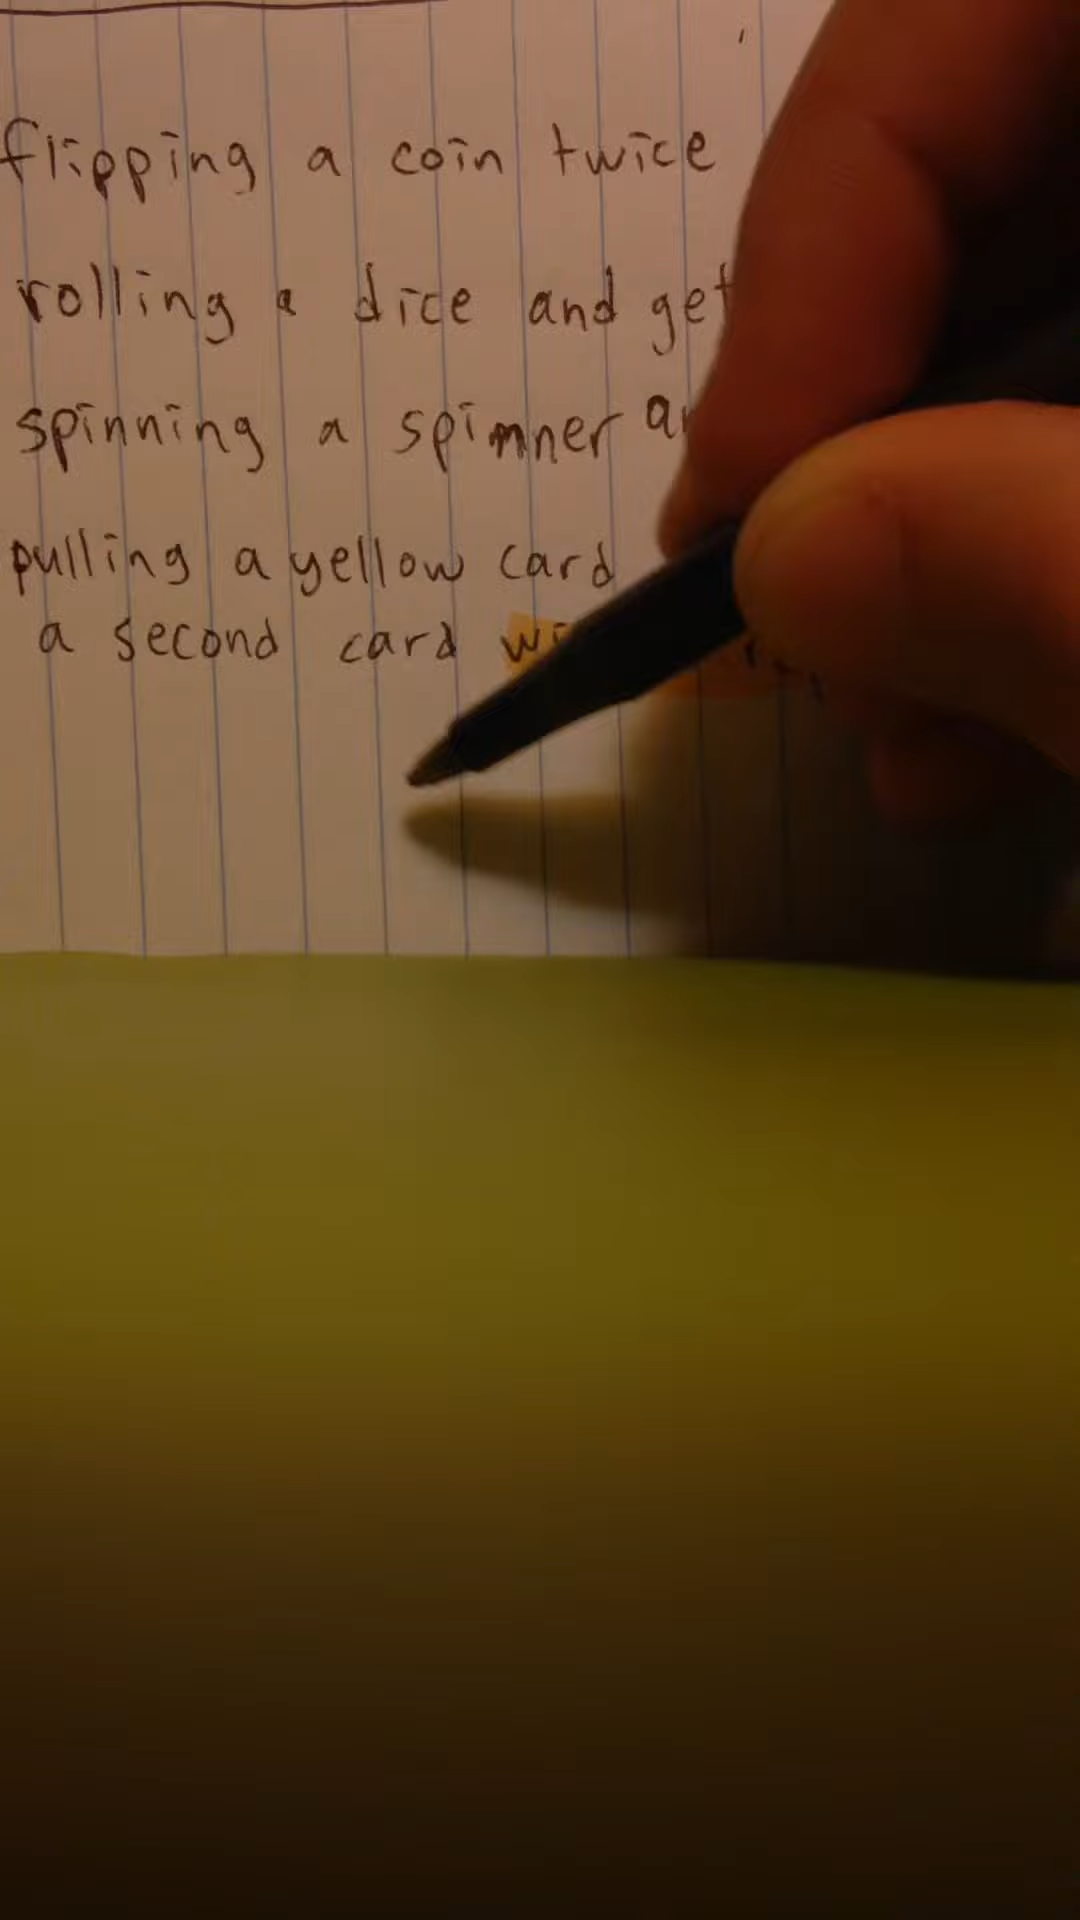 flipping a coin twice
rolling a dice and get
spinning a spinner
pulling a yellow card
a second card